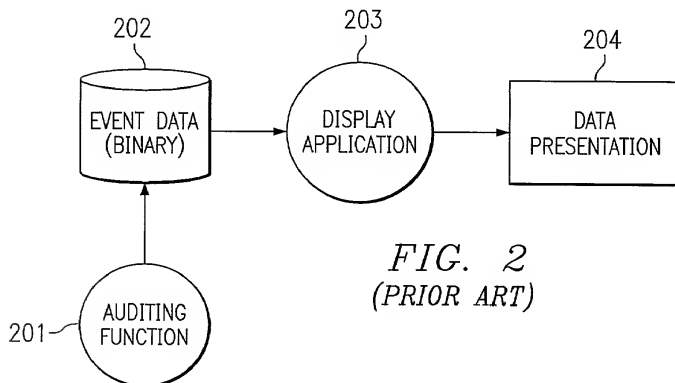 202
203
204
EVENT DATA
(BINARY)
DISPLAY
APPLICATION
DATA
PRESENTATION
FIG. 2
(PRIOR ART)
201
AUDITING
FUNCTION